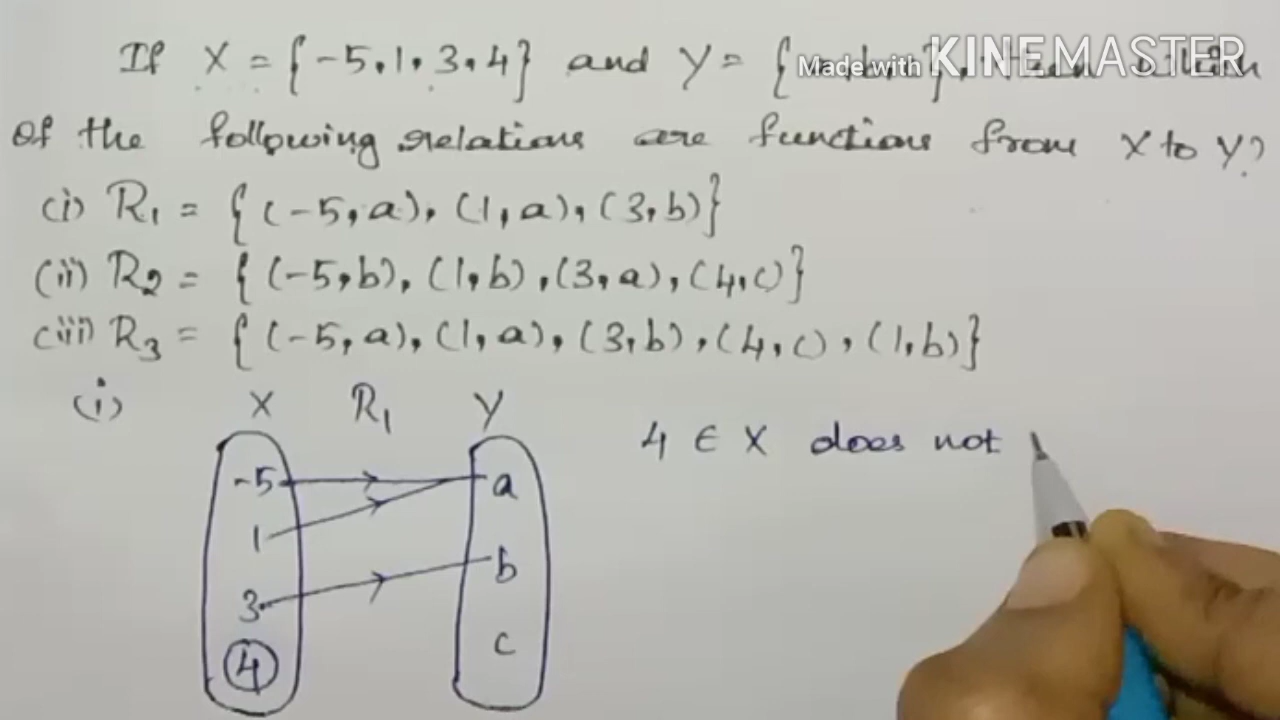 If X = {-5, 1, 3, 4} and Y = {
Made with KINEMASTER
of the following relations are functions from X to Y?
(i) R₁ = {(-5,a), (1,a), (3,b)}
(ii) R₂ = {(-5,b), (1,b), (3,a), (4,c)}
(iii) R₃ = {(-5,a), (1,a), (3,b), (4,c), (1,b)}
(i) X R₁ Y
4 ∈ X does not
-5 a
1
3 b
4 c